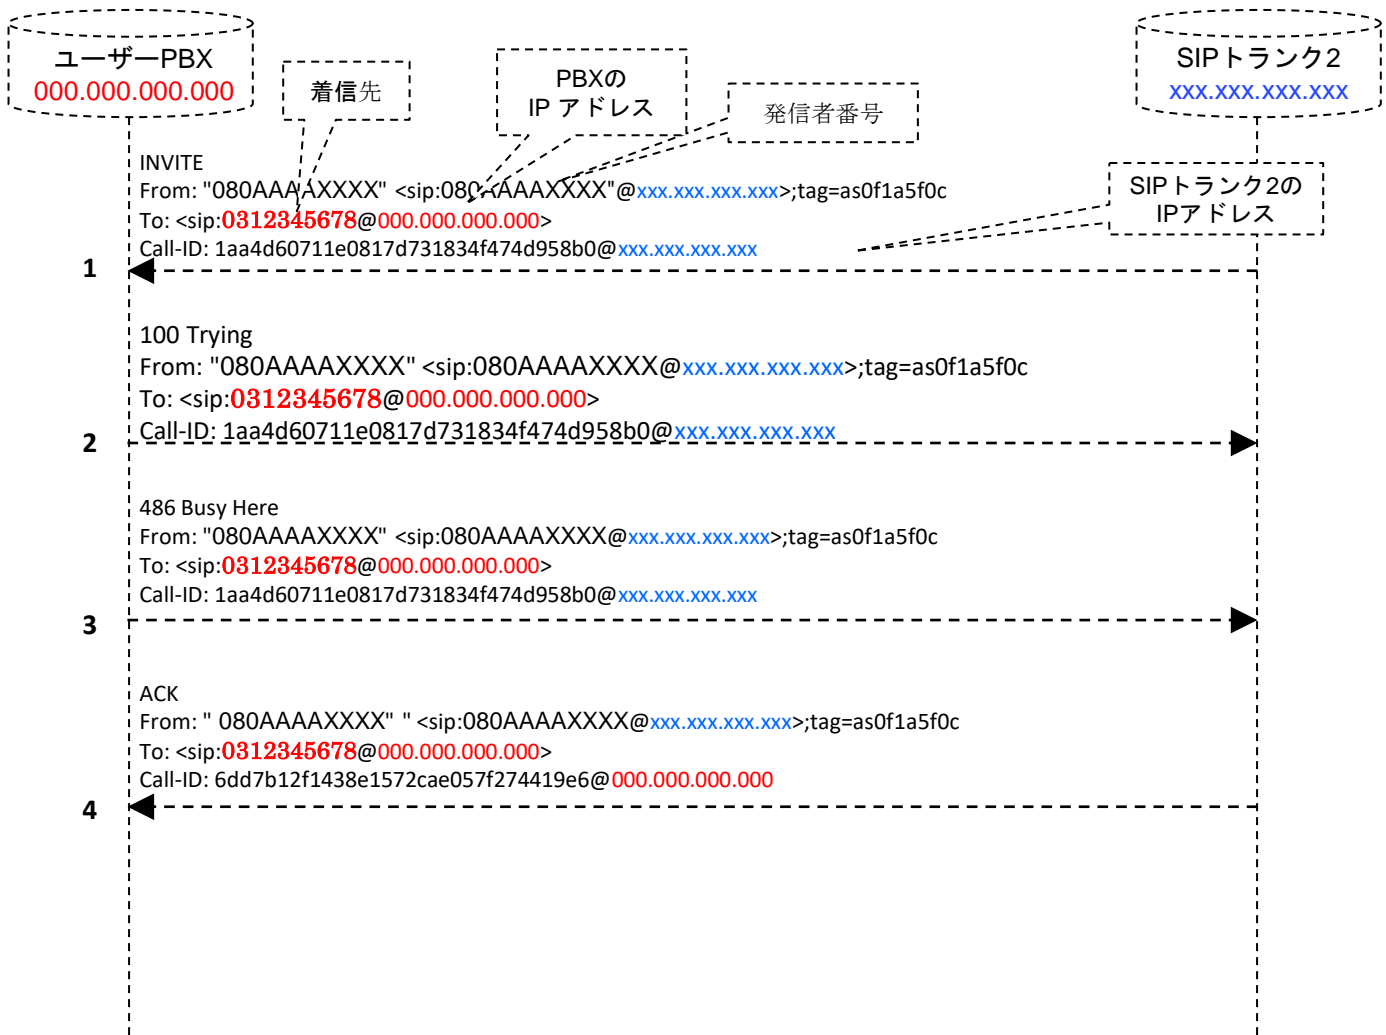 ユーザーPBX
000.000.000.000
SIPトランク2
xxx.xxx.xxx.xxx
着信先
PBXの
IP アドレス
発信者番号
SIPトランク2の
IPアドレス
INVITE
From: "080AAAAXXXX" <sip:080AAAAXXXX"@xxx.xxx.xxx.xxx>;tag=as0f1a5f0c
To: <sip:0312345678@000.000.000.000>
Call-ID: 1aa4d60711e0817d731834f474d958b0@xxx.xxx.xxx.xxx
1
100 Trying
From: "080AAAAXXXX" <sip:080AAAAXXXX@xxx.xxx.xxx.xxx>;tag=as0f1a5f0c
To: <sip:0312345678@000.000.000.000>
Call-ID: 1aa4d60711e0817d731834f474d958b0@xxx.xxx.xxx.xxx
2
486 Busy Here
From: "080AAAAXXXX" <sip:080AAAAXXXX@xxx.xxx.xxx.xxx>;tag=as0f1a5f0c
To: <sip:0312345678@000.000.000.000>
Call-ID: 1aa4d60711e0817d731834f474d958b0@xxx.xxx.xxx.xxx
3
ACK
From: " 080AAAAXXXX" " <sip:080AAAAXXXX@xxx.xxx.xxx.xxx>;tag=as0f1a5f0c
To: <sip:0312345678@000.000.000.000>
Call-ID: 6dd7b12f1438e1572cae057f274419e6@000.000.000.000
4